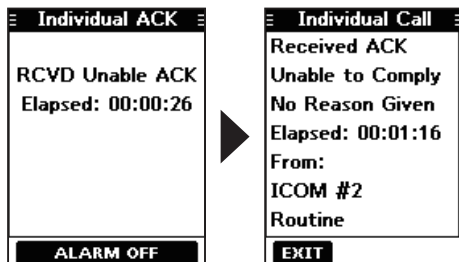 Individual ACK
RCVD Unable ACK
Elapsed: 00:00:26
ALARM OFF
Individual Call
Received ACK
Unable to Comply
No Reason Given
Elapsed: 00:01:16
From:
ICOM #2
Routine
EXIT